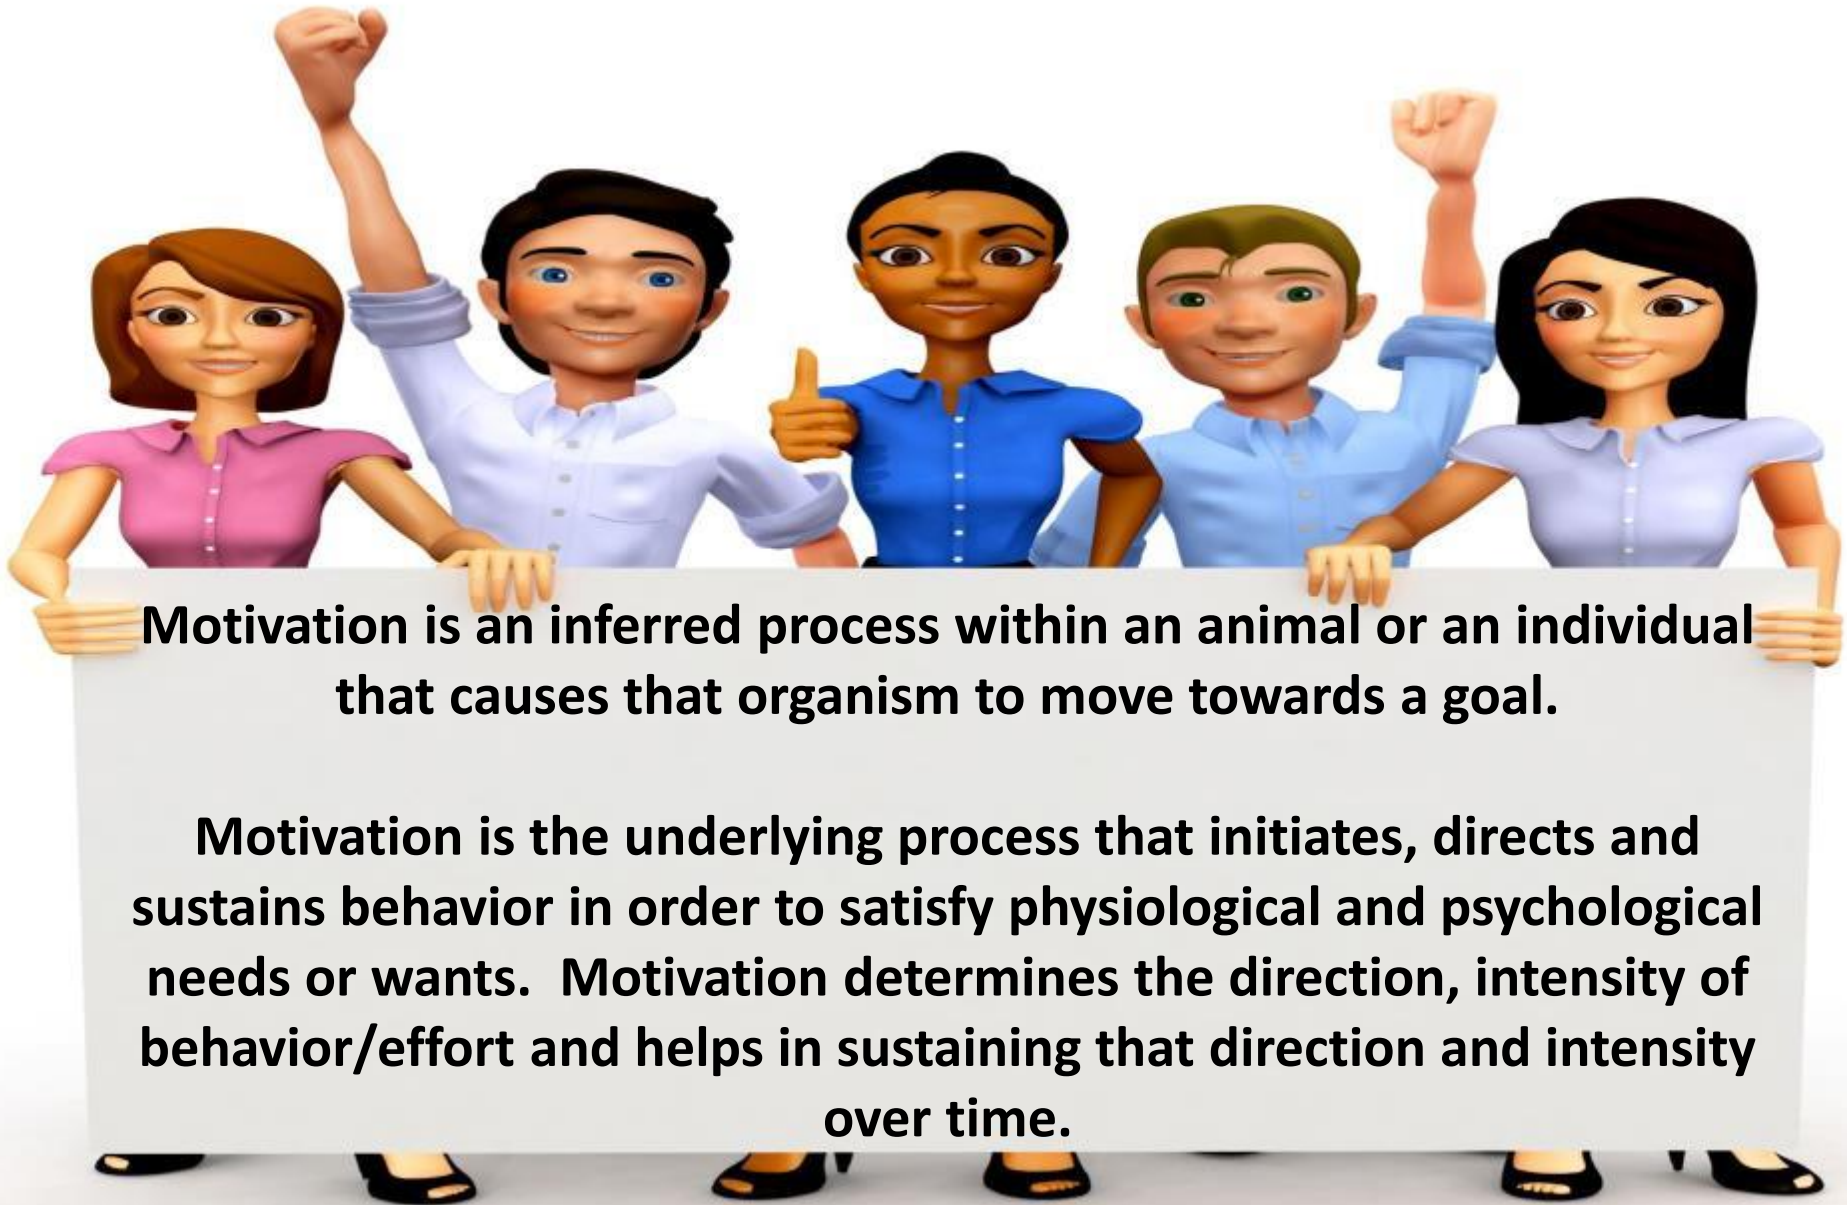 Motivation is an inferred process within an animal or an individual
that causes that organism to move towards a goal.
Motivation is the underlying process that initiates, directs and
sustains behavior in order to satisfy physiological and psychological
needs or wants.  Motivation determines the direction, intensity of
behavior/effort and helps in sustaining that direction and intensity
over time.